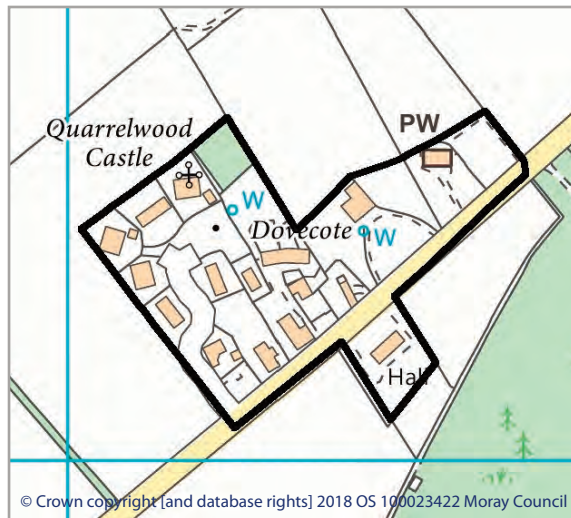 Quarrelwood
Castle
PW
W
Dovecote
W
Hall
© Crown copyright [and database rights] 2018 OS 100023422 Moray Council